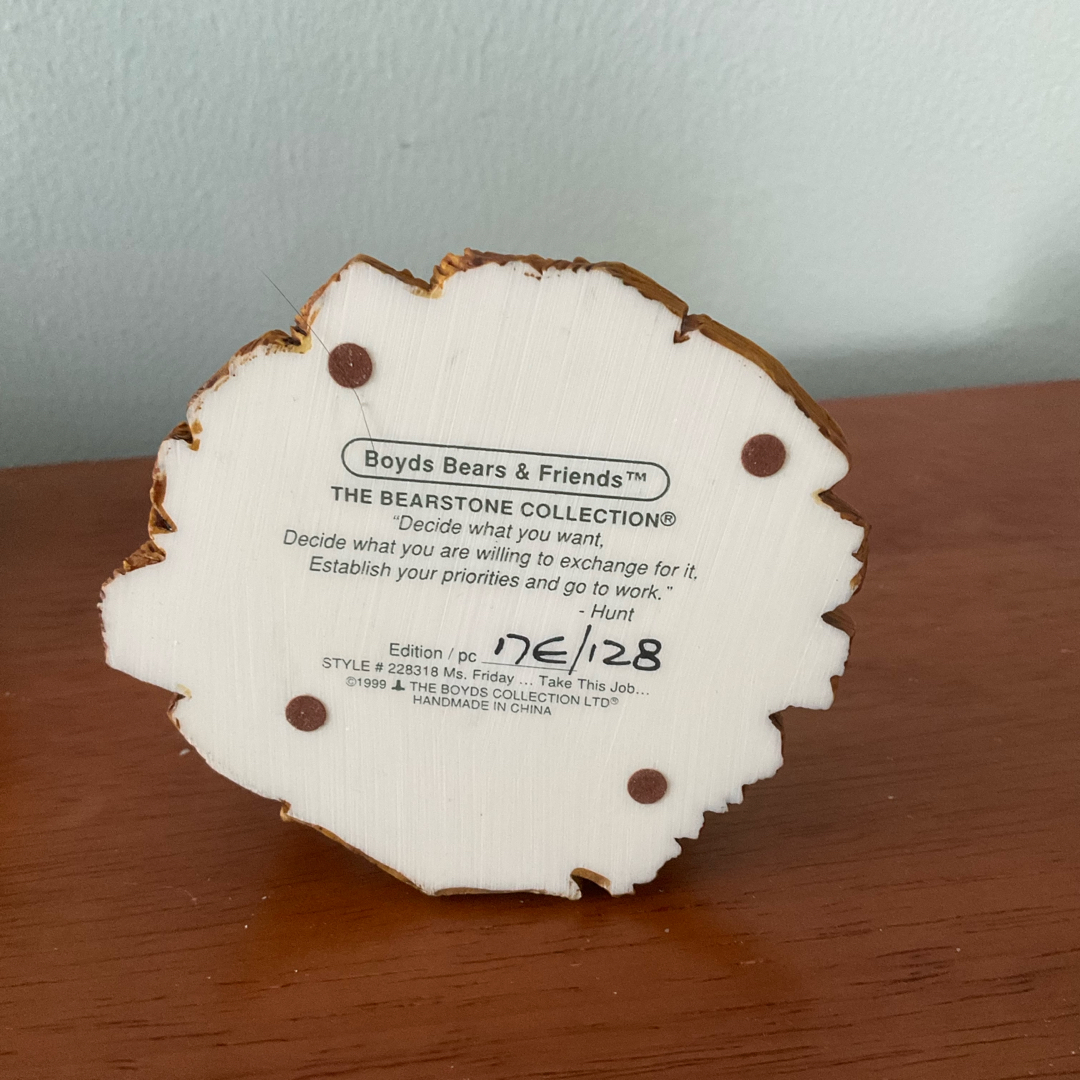 Boyds Bears & Friends™
THE BEARSTONE COLLECTION®
“Decide what you want,
Decide what you are willing to exchange for it,
Establish your priorities and go to work.”
- Hunt
Edition / pc 17E/128
STYLE # 228318 Ms. Friday ... Take This Job...
©1999 THE BOYDS COLLECTION LTD®
HANDMADE IN CHINA